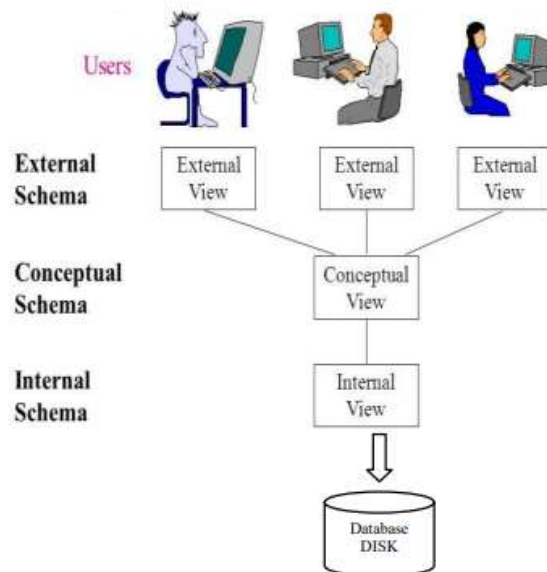 Users
External
Schema
External
View
External
View
External
View
Conceptual
Schema
Conceptual
View
Internal
Schema
Internal
View
Database
DISK